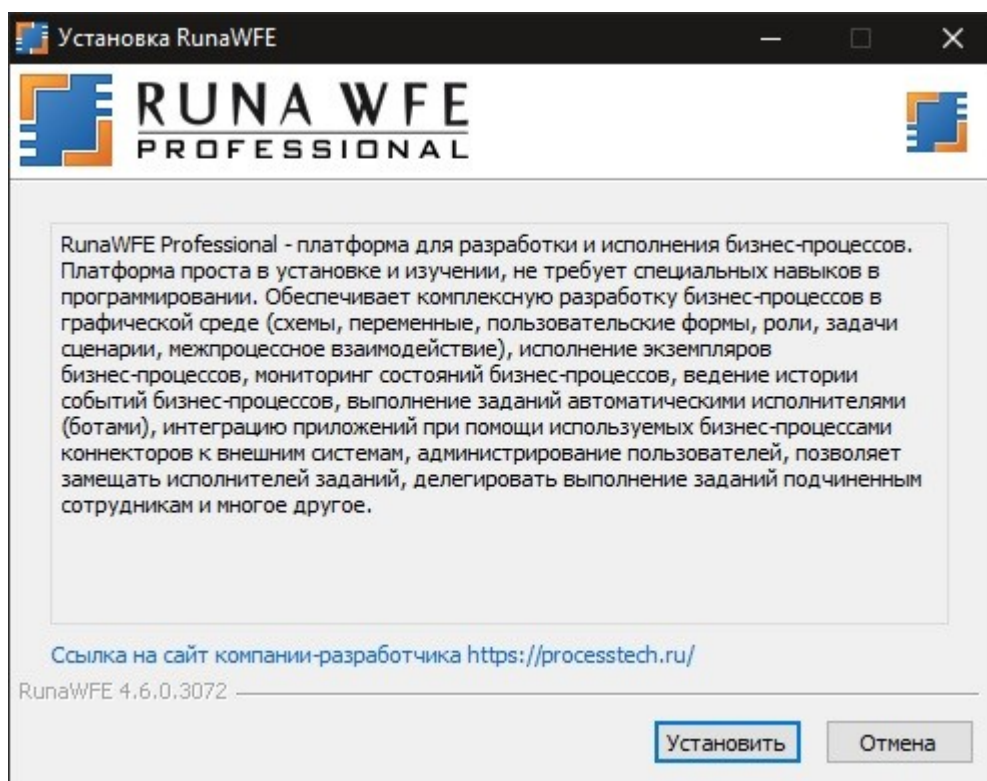 Установка RunaWFE
RUNA WFE
PROFESSIONAL
RunaWFE Professional - платформа для разработки и исполнения бизнес-процессов.
Платформа проста в установке и изучении, не требует специальных навыков в
программировании. Обеспечивает комплексную разработку бизнес-процессов в
графической среде (схемы, переменные, пользовательские формы, роли, задачи
сценарии, межпроцессное взаимодействие), исполнение экземпляров
бизнес-процессов, мониторинг состояний бизнес-процессов, ведение истории
событий бизнес-процессов, выполнение заданий автоматическими исполнителями
(ботами), интеграцию приложений при помощи используемых бизнес-процессами
коннекторов к внешним системам, администрирование пользователей, позволяет
замещать исполнителей заданий, делегировать выполнение заданий подчиненным
сотрудникам и многое другое.
Ссылка на сайт компании-разработчика https://processtech.ru/
RunaWFE 4.6.0.3072
Установить Отмена